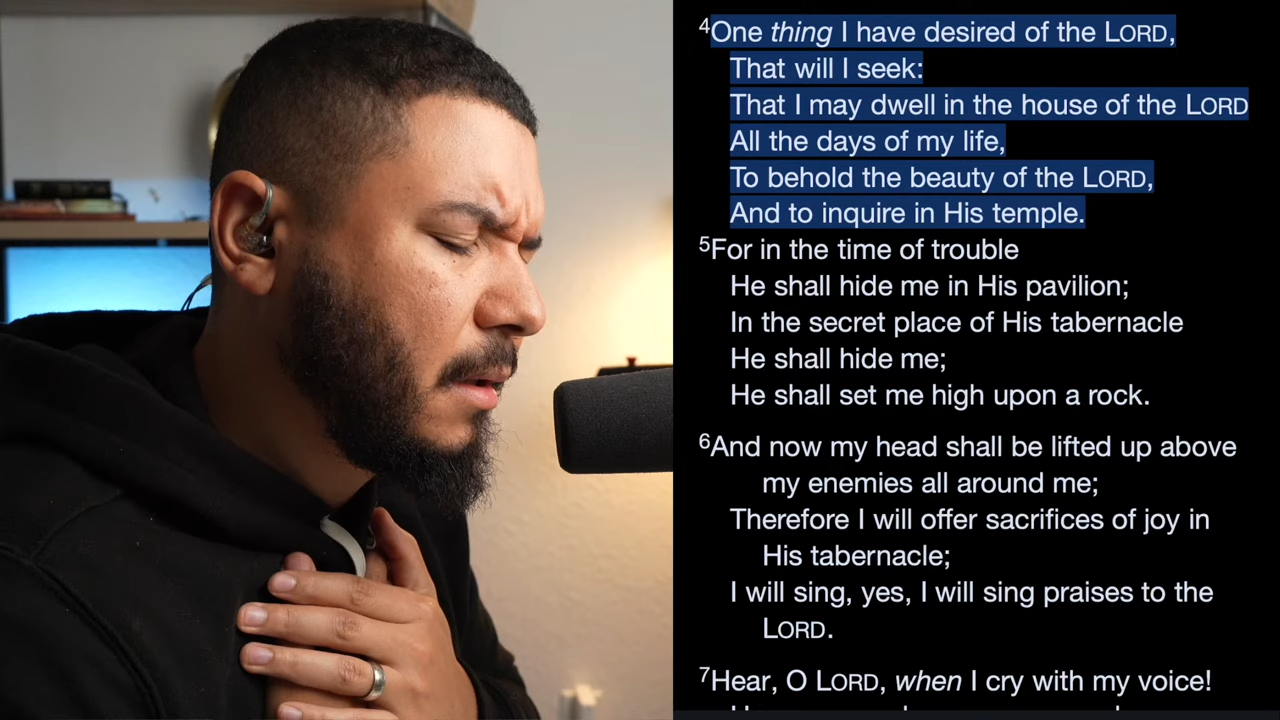 4One thing I have desired of the LORD,
That will I seek:
That I may dwell in the house of the LORD
All the days of my life,
To behold the beauty of the LORD,
And to inquire in His temple.
5For in the time of trouble
He shall hide me in His pavilion;
In the secret place of His tabernacle
He shall hide me;
He shall set me high upon a rock.
6And now my head shall be lifted up above
my enemies all around me;
Therefore I will offer sacrifices of joy in
His tabernacle;
I will sing, yes, I will sing praises to the
LORD.
7Hear, O LORD, when I cry with my voice!